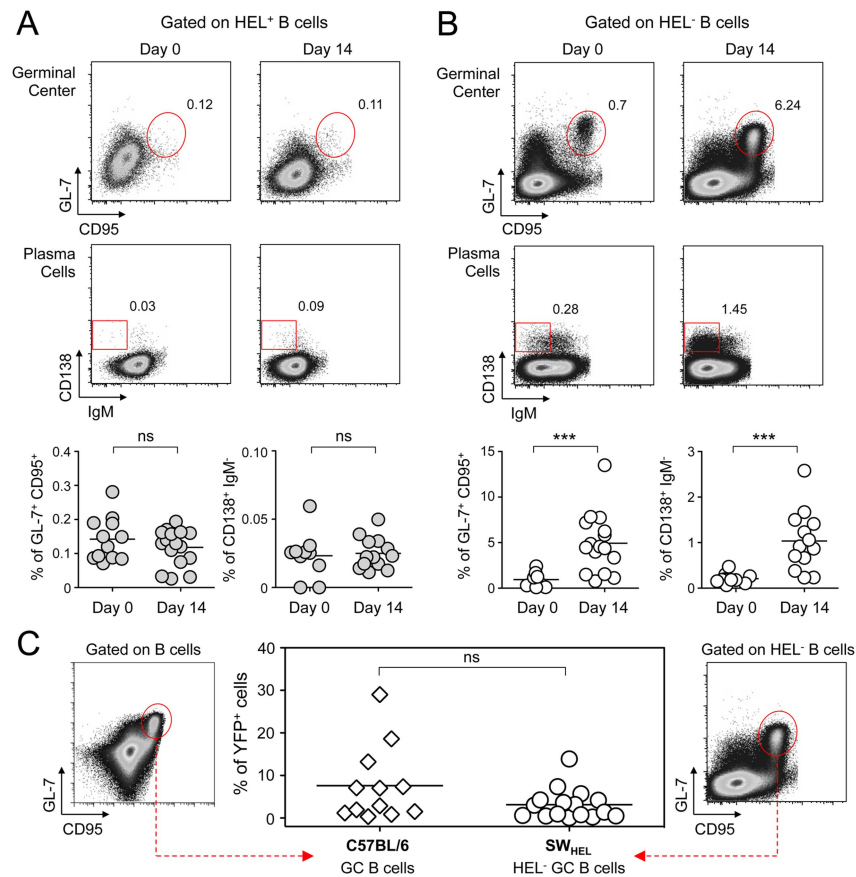 A
Gated on HEL⁺ B cells
Day 0
Day 14
Germinal
Center
0.12
0.11
GL-7
CD95
Plasma
Cells
0.03
0.09
CD138
IgM
ns
% of GL-7⁺ CD95⁺
0.4
0.3
0.2
0.1
0
Day 0
Day 14
ns
% of CD138⁺ IgM⁻
0.10
0.05
0
Day 0
Day 14
B
Gated on HEL⁻ B cells
Day 0
Day 14
Germinal
Center
0.7
6.24
GL-7
CD95
Plasma
Cells
0.28
1.45
CD138
IgM
***
% of GL-7⁺ CD95⁺
15
10
5
0
Day 0
Day 14
***
% of CD138⁺ IgM⁻
3
2
1
0
Day 0
Day 14
C
Gated on B cells
GL-7
CD95
% of YFP⁺ cells
40
30
20
10
0
ns
C57BL/6
GC B cells
SW_HEL
HEL⁻ GC B cells
Gated on HEL⁻ B cells
GL-7
CD95